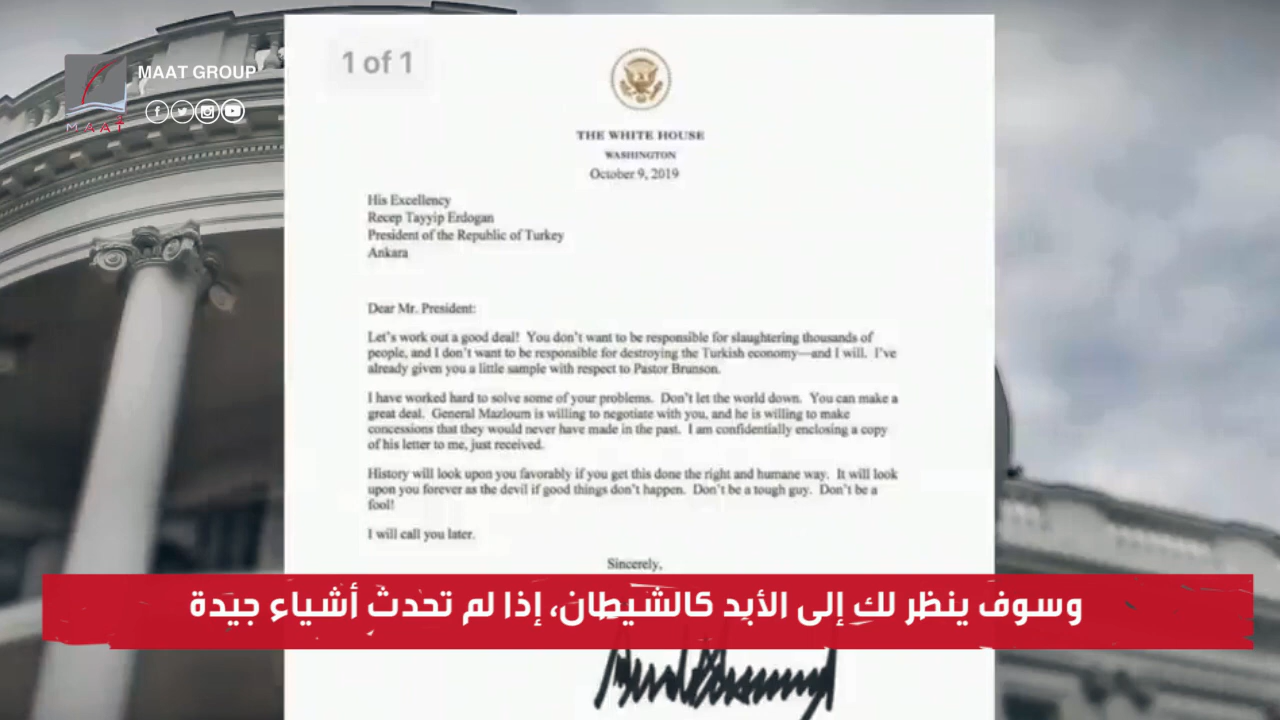 1 of 1
MAAT GROUP
MAAT
THE WHITE HOUSE
WASHINGTON
October 9, 2019
His Excellency
Recep Tayyip Erdogan
President of the Republic of Turkey
Ankara
Dear Mr. President:
Let's work out a good deal! You don't want to be responsible for slaughtering thousands of
people, and I don't want to be responsible for destroying the Turkish economy—and I will. I've
already given you a little sample with respect to Pastor Brunson.
I have worked hard to solve some of your problems. Don't let the world down. You can make a
great deal. General Mazloum is willing to negotiate with you, and he is willing to make
concessions that they would never have made in the past. I am confidentially enclosing a copy
of his letter to me, just received.
History will look upon you favorably if you get this done the right and humane way. It will look
upon you forever as the devil if good things don't happen. Don't be a tough guy. Don't be a
fool!
I will call you later.
Sincerely,
وسوف ينظر لك إلى الأبد كالشيطان، إذا لم تحدث أشياء جيدة